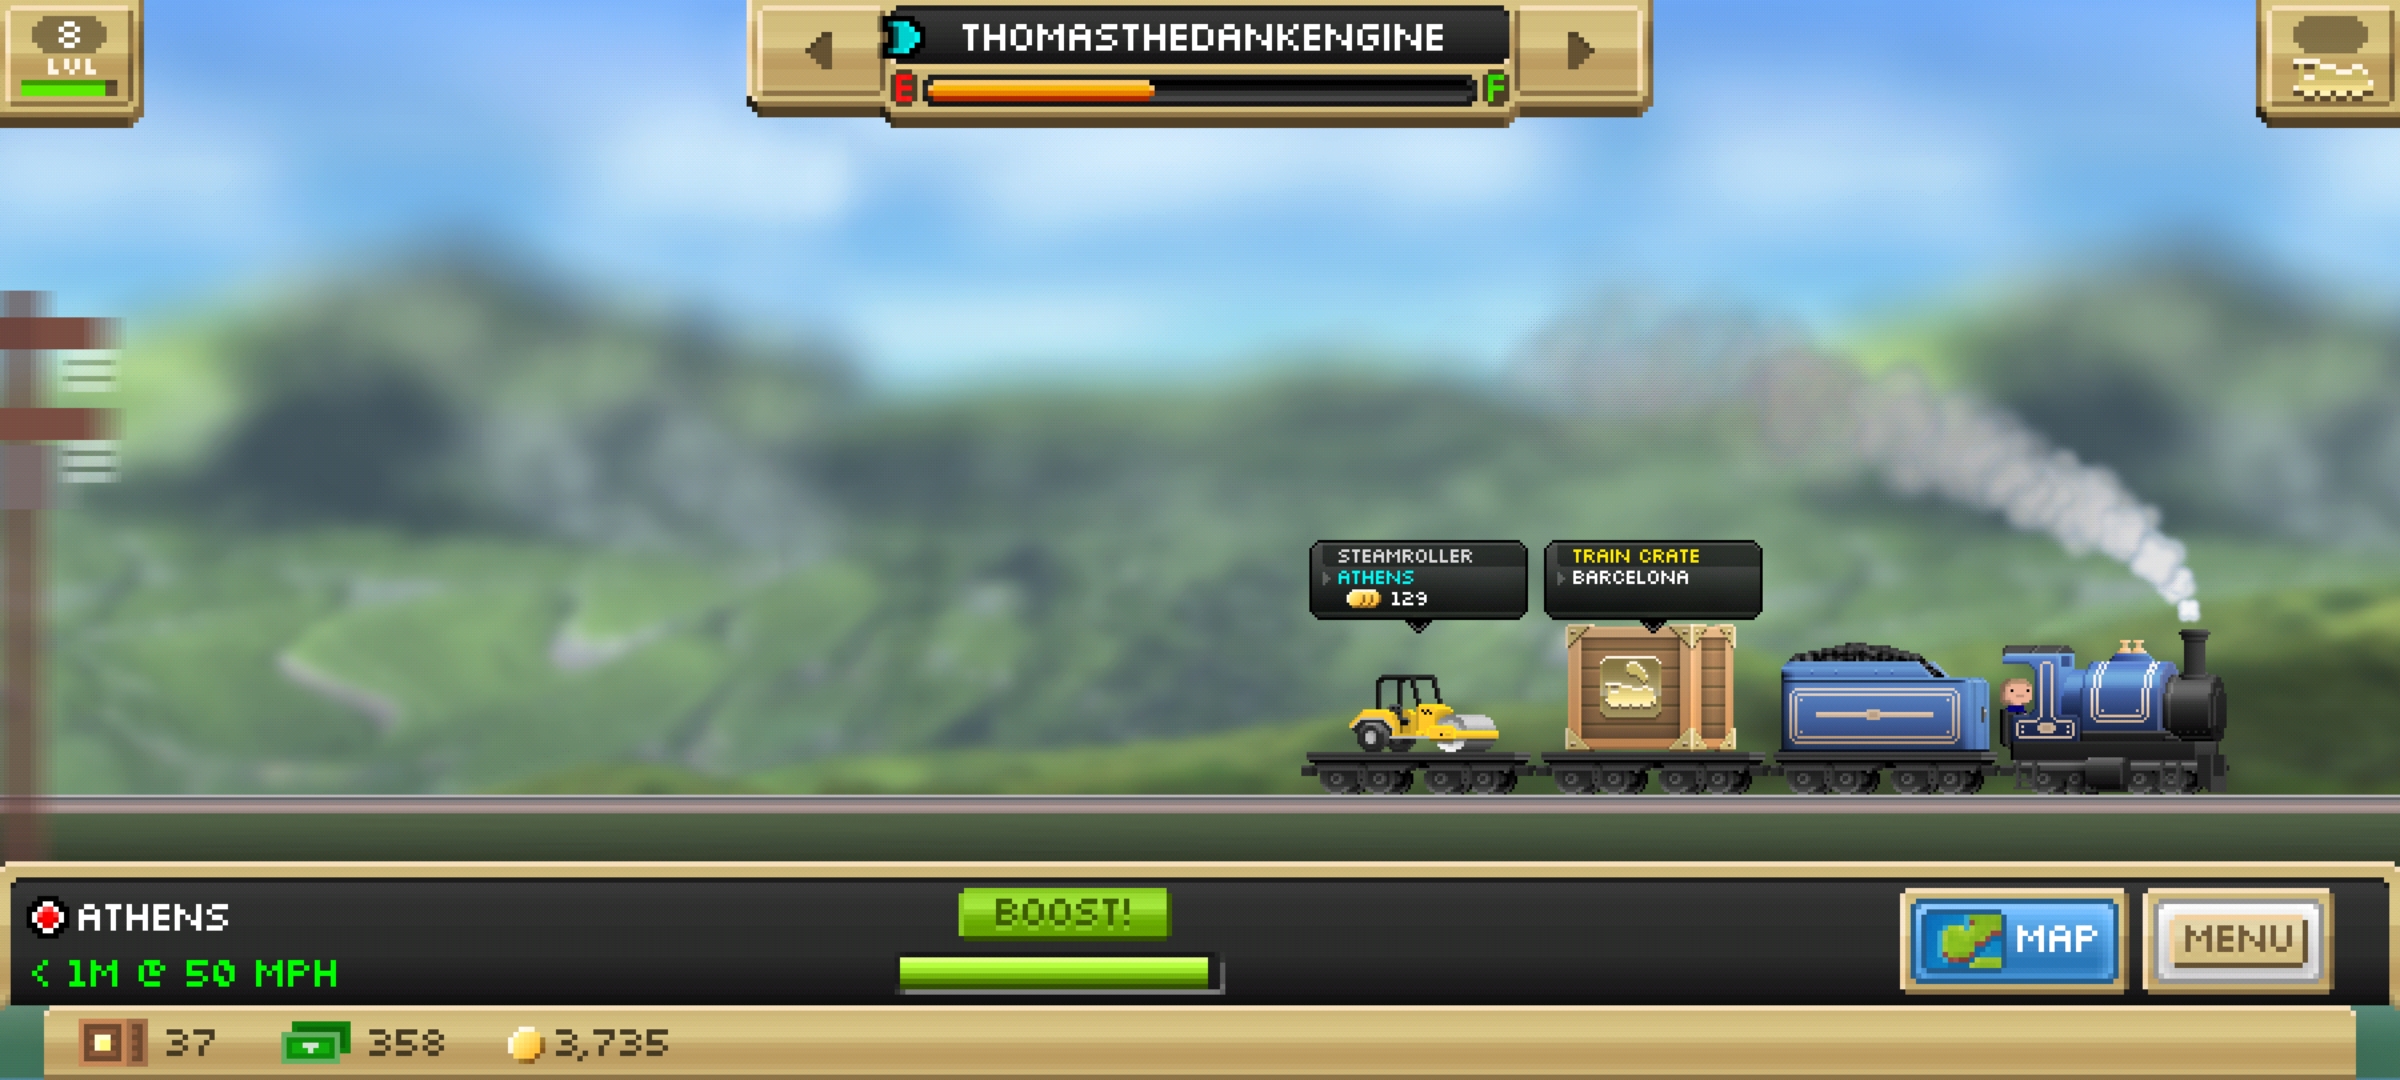 8
LVL
THOMASTHEDANKENGINE
E F
STEAMROLLER
ATHENS
129
TRAIN CRATE
BARCELONA
ATHENS
< 1M @ 50 MPH
BOOST!
MAP
MENU
37 358 3,735